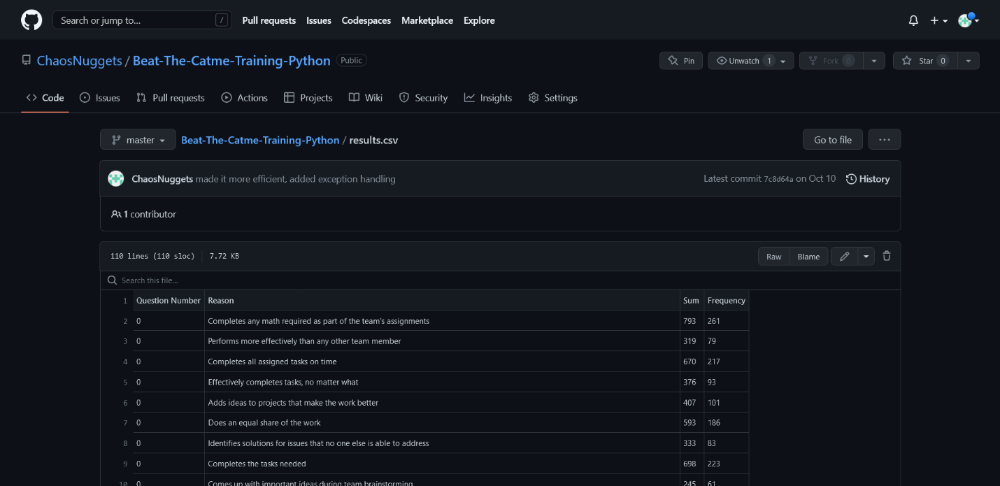 Search or jump to... / Pull requests Issues Codespaces Marketplace Explore
ChaosNuggets / Beat-The-Catme-Training-Python Public Pin Unwatch 1 Fork 0 Star 0
Code Issues Pull requests Actions Projects Wiki Security Insights Settings
master Beat-The-Catme-Training-Python / results.csv Go to file ...
ChaosNuggets made it more efficient, added exception handling Latest commit 7c8d64a on Oct 10 History
1 contributor
110 lines (110 sloc) 7.72 KB Raw Blame
Search this file...
1 Question Number Reason Sum Frequency
2 0 Completes any math required as part of the team's assignments 793 261
3 0 Performs more effectively than any other team member 319 79
4 0 Completes all assigned tasks on time 670 217
5 0 Effectively completes tasks, no matter what 376 93
6 0 Adds ideas to projects that make the work better 407 101
7 0 Does an equal share of the work 593 186
8 0 Identifies solutions for issues that no one else is able to address 333 83
9 0 Completes the tasks needed 698 223
10 0 Comes up with important ideas during team brainstorming 245 61